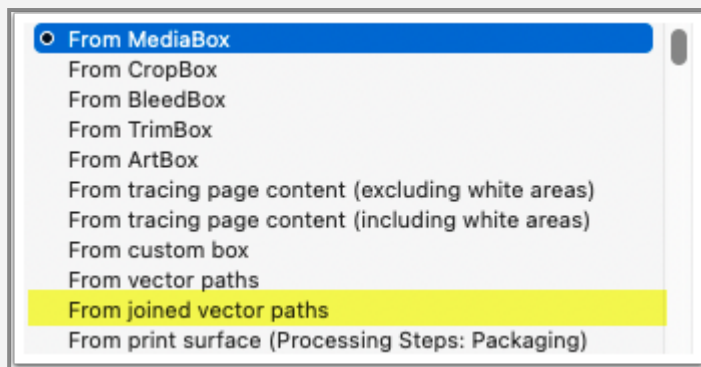 From MediaBox
From CropBox
From BleedBox
From TrimBox
From ArtBox
From tracing page content (excluding white areas)
From tracing page content (including white areas)
From custom box
From vector paths
From joined vector paths
From print surface (Processing Steps: Packaging)